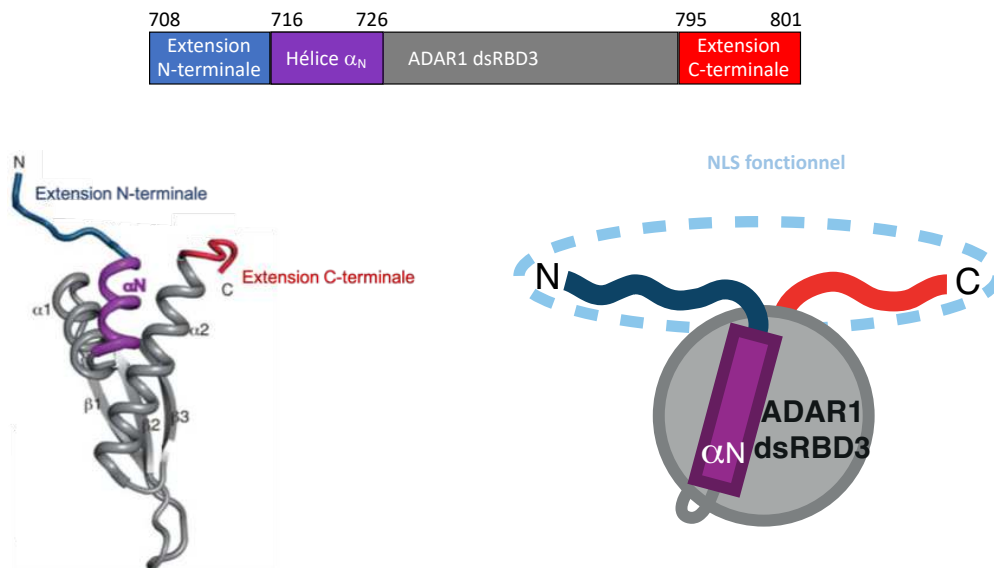 708 716 726 795 801
Extension
N-terminale
Hélice αN
ADAR1 dsRBD3
Extension
C-terminale
N
Extension N-terminale
αN
α1
Extension C-terminale
C
α2
β1
β2
β3
NLS fonctionnel
N
C
ADAR1
dsRBD3
αN